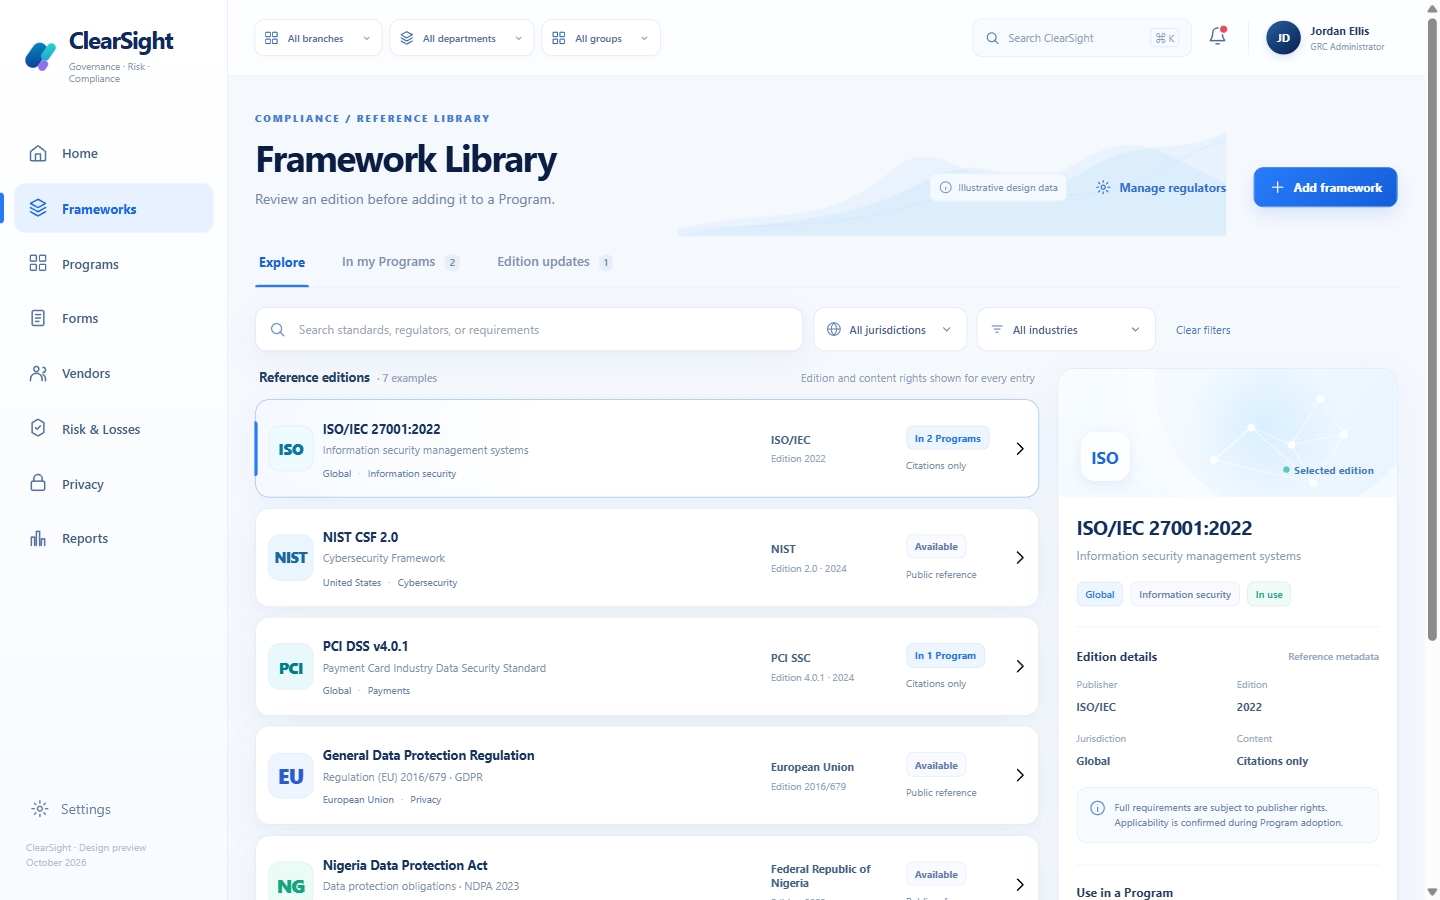 ClearSight
Governance · Risk ·
Compliance
All branches
All departments
All groups
Search ClearSight
⌘ K
JD
Jordan Ellis
GRC Administrator
Home
Frameworks
Programs
Forms
Vendors
Risk & Losses
Privacy
Reports
Settings
ClearSight · Design preview
October 2026
COMPLIANCE / REFERENCE LIBRARY
Framework Library
Review an edition before adding it to a Program.
Illustrative design data
Manage regulators
Add framework
Explore
In my Programs 2
Edition updates 1
Search standards, regulators, or requirements
All jurisdictions
All industries
Clear filters
Reference editions · 7 examples
Edition and content rights shown for every entry
ISO
ISO/IEC 27001:2022
Information security management systems
Global · Information security
ISO/IEC
Edition 2022
In 2 Programs
Citations only
NIST
NIST CSF 2.0
Cybersecurity Framework
United States · Cybersecurity
NIST
Edition 2.0 · 2024
Available
Public reference
PCI
PCI DSS v4.0.1
Payment Card Industry Data Security Standard
Global · Payments
PCI SSC
Edition 4.0.1 · 2024
In 1 Program
Citations only
EU
General Data Protection Regulation
Regulation (EU) 2016/679 · GDPR
European Union · Privacy
European Union
Edition 2016/679
Available
Public reference
NG
Nigeria Data Protection Act
Data protection obligations · NDPA 2023
Federal Republic of
Nigeria
Available
ISO
Selected edition
ISO/IEC 27001:2022
Information security management systems
Global
Information security
In use
Edition details
Reference metadata
Publisher
ISO/IEC
Edition
2022
Jurisdiction
Global
Content
Citations only
Full requirements are subject to publisher rights.
Applicability is confirmed during Program adoption.
Use in a Program